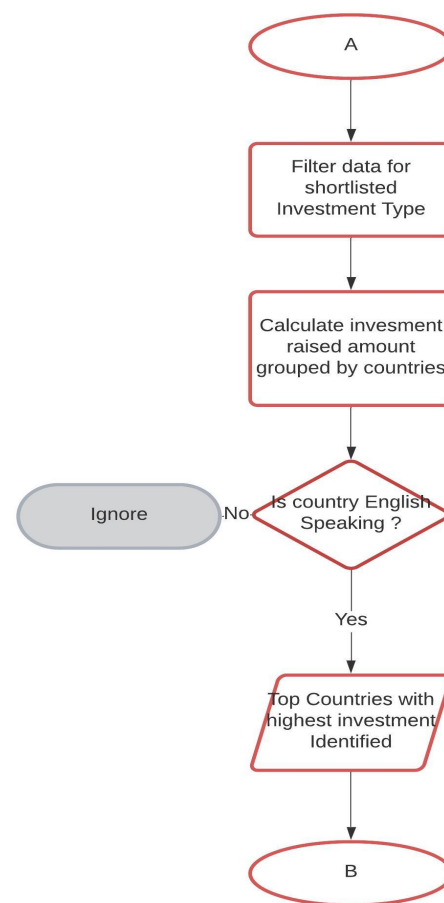 A
Filter data for
shortlisted
Investment Type
Calculate invesment
raised amount
grouped by countries
Is country English
Speaking ?
No
Ignore
Yes
Top Countries with
highest investment
Identified
B